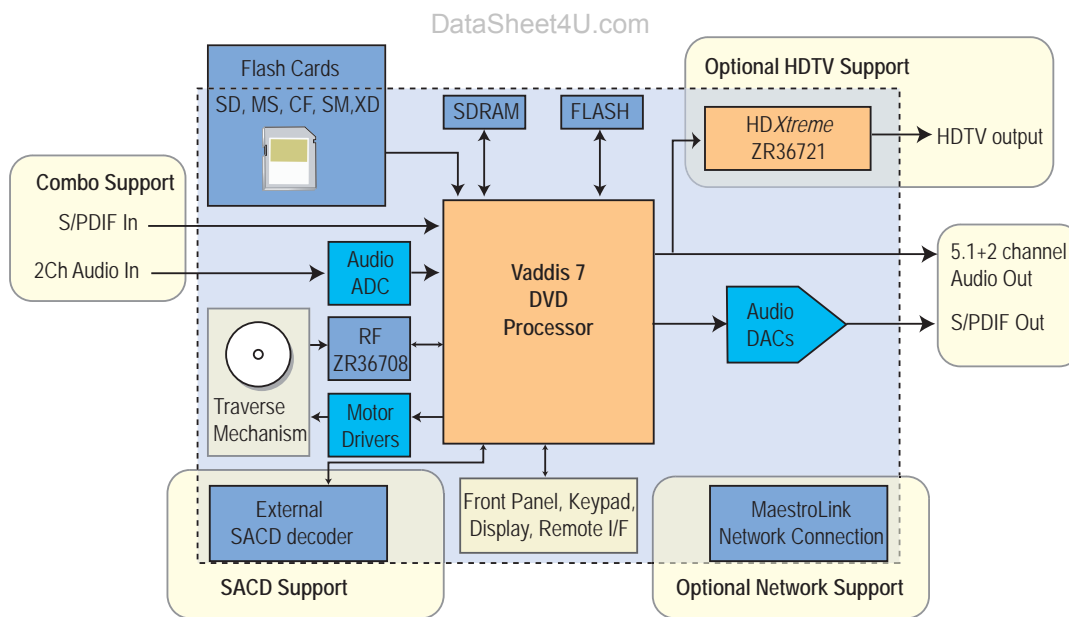 DataSheet4U.com
Flash Cards
SD, MS, CF, SM,XD
SDRAM
FLASH
Optional HDTV Support
HDXtreme
ZR36721
HDTV output
Combo Support
S/PDIF In
2Ch Audio In
Audio
ADC
Vaddis 7
DVD
Processor
5.1+2 channel
Audio Out
Audio
DACs
S/PDIF Out
RF
ZR36708
Traverse
Mechanism
Motor
Drivers
External
SACD decoder
SACD Support
Front Panel, Keypad,
Display, Remote I/F
MaestroLink
Network Connection
Optional Network Support